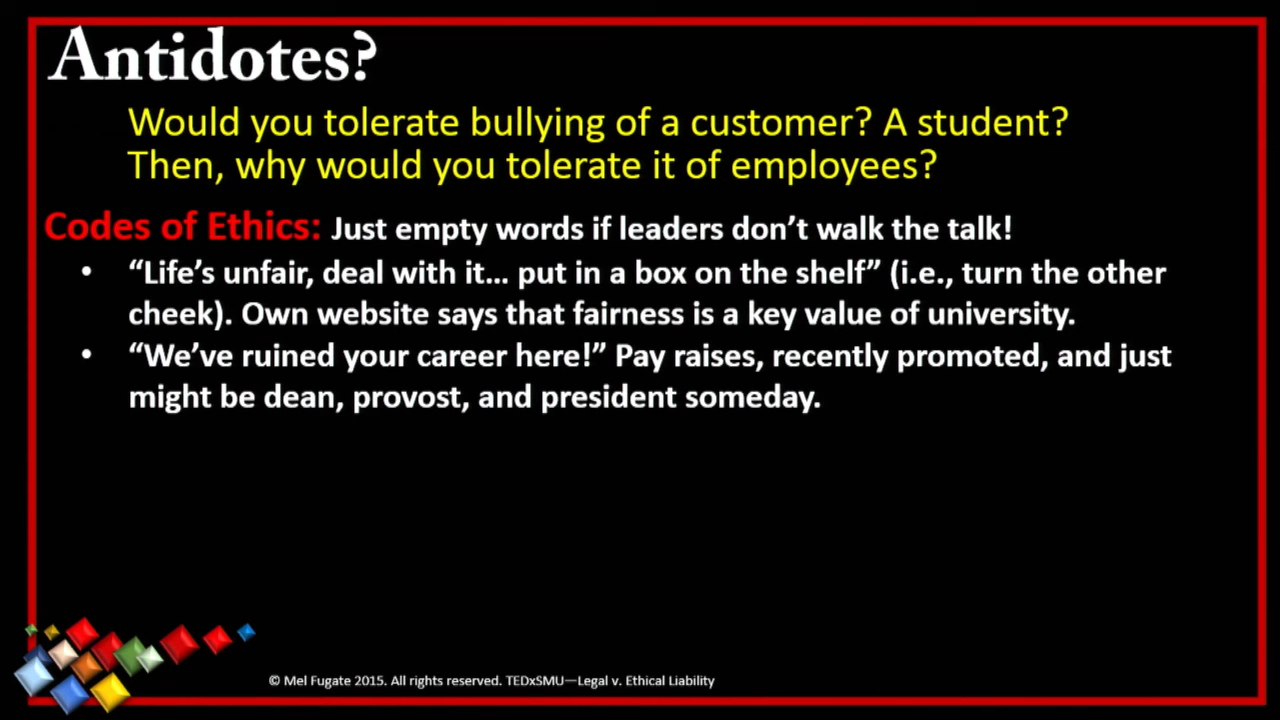 Antidotes?
Would you tolerate bullying of a customer? A student?
Then, why would you tolerate it of employees?
Codes of Ethics: Just empty words if leaders don’t walk the talk!
• “Life’s unfair, deal with it... put in a box on the shelf” (i.e., turn the other
cheek). Own website says that fairness is a key value of university.
• “We’ve ruined your career here!” Pay raises, recently promoted, and just
might be dean, provost, and president someday.
© Mel Fugate 2015. All rights reserved. TEDxSMU—Legal v. Ethical Liability